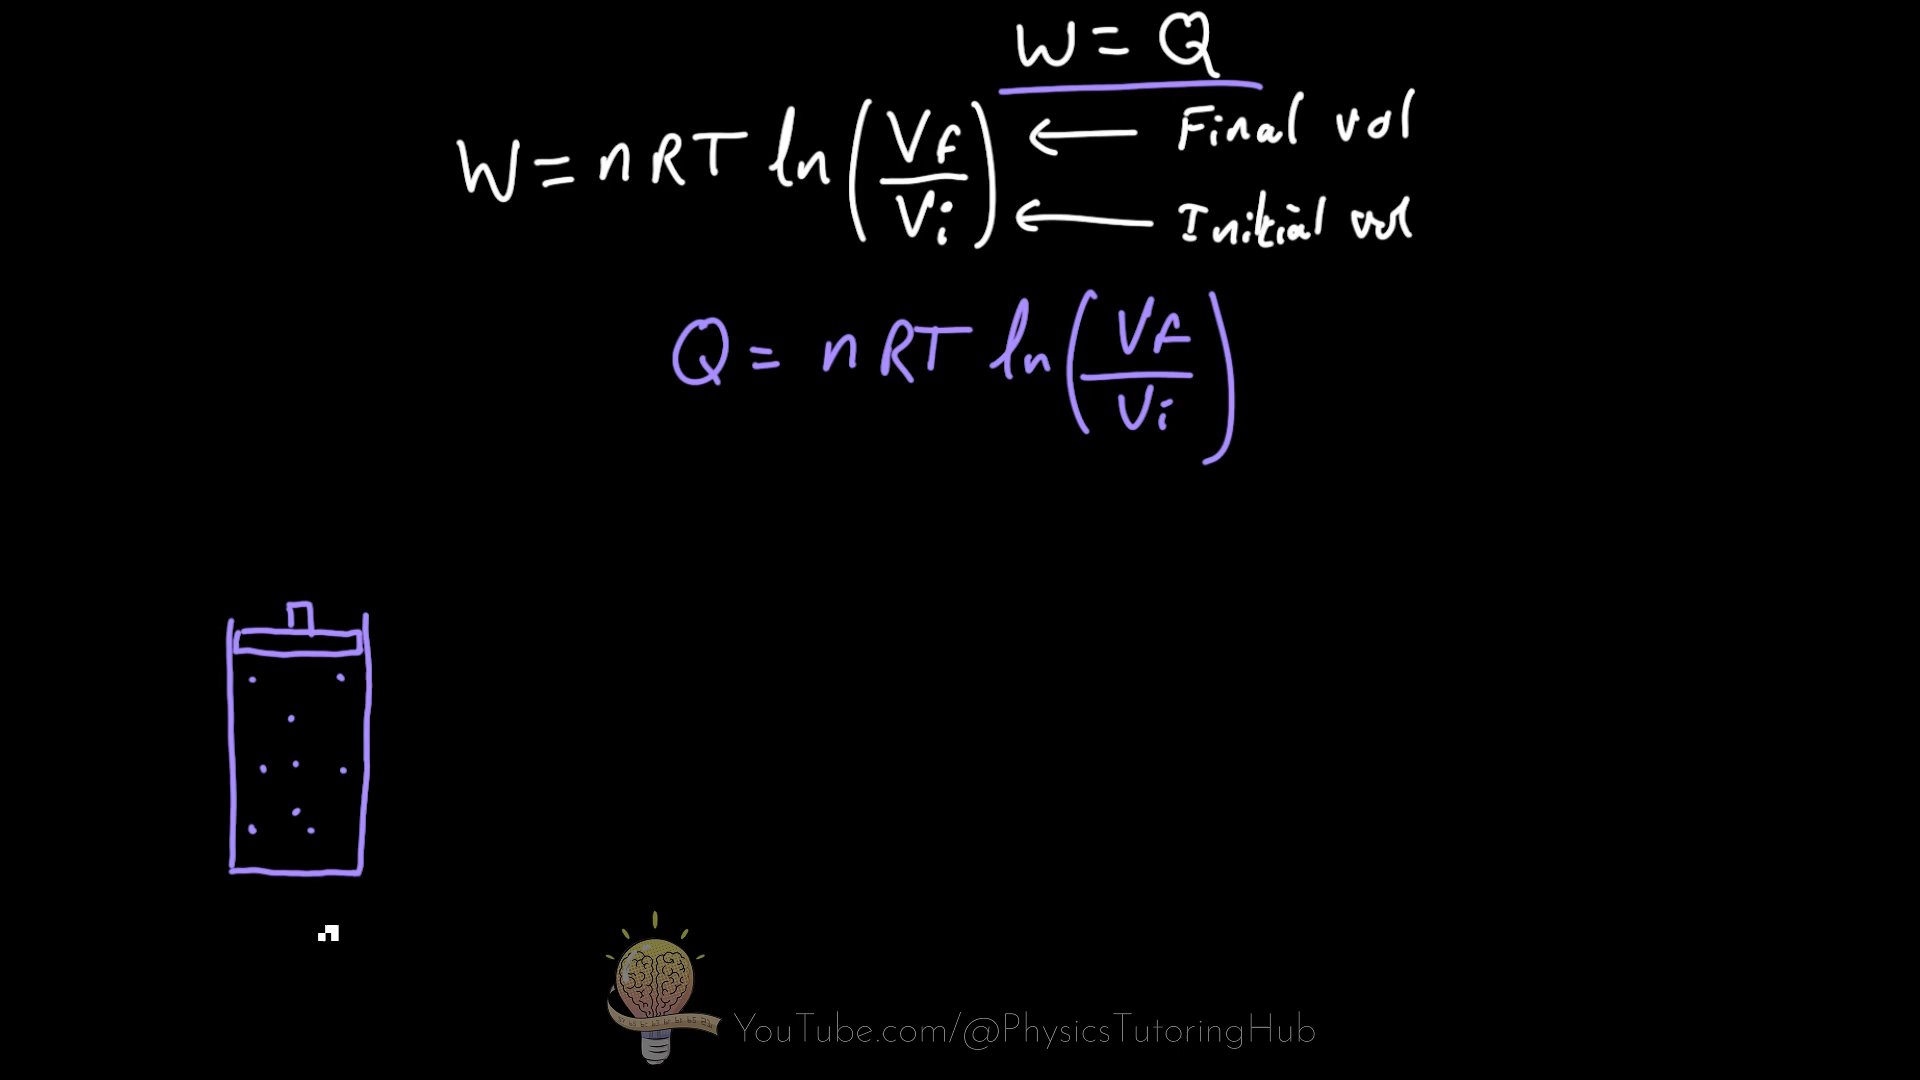 W = Q
W = nRT ln(Vf/Vi) ← Final vol
← Initial vol
Q = nRT ln(Vf/Vi)
YouTube.com/@PhysicsTutoringHub